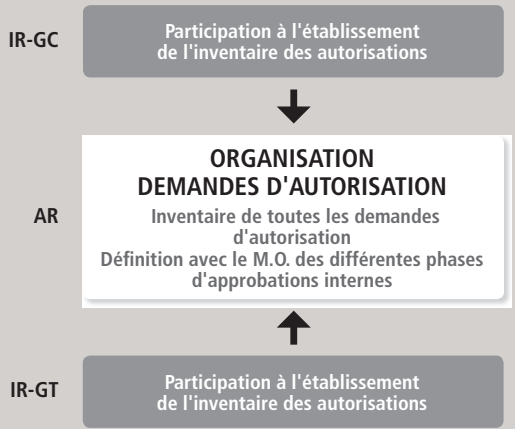 IR-GC
Participation à l'établissement
de l'inventaire des autorisations
AR
ORGANISATION
DEMANDES D'AUTORISATION
Inventaire de toutes les demandes
d'autorisation
Définition avec le M.O. des différentes phases
d'approbations internes
IR-GT
Participation à l'établissement
de l'inventaire des autorisations